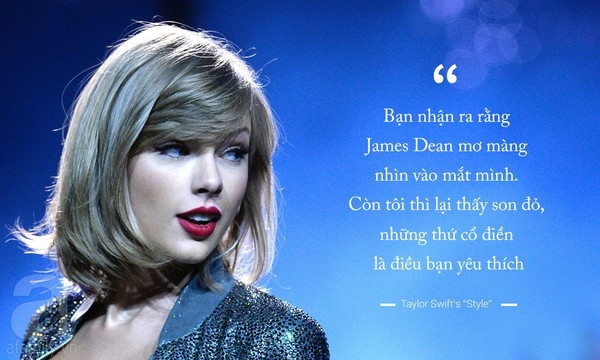 “
Bạn nhận ra rằng
James Dean mơ màng
nhìn vào mắt mình.
Còn tôi thì lại thấy son đỏ,
những thứ cổ điển
là điều bạn yêu thích
Taylor Swift's "Style"